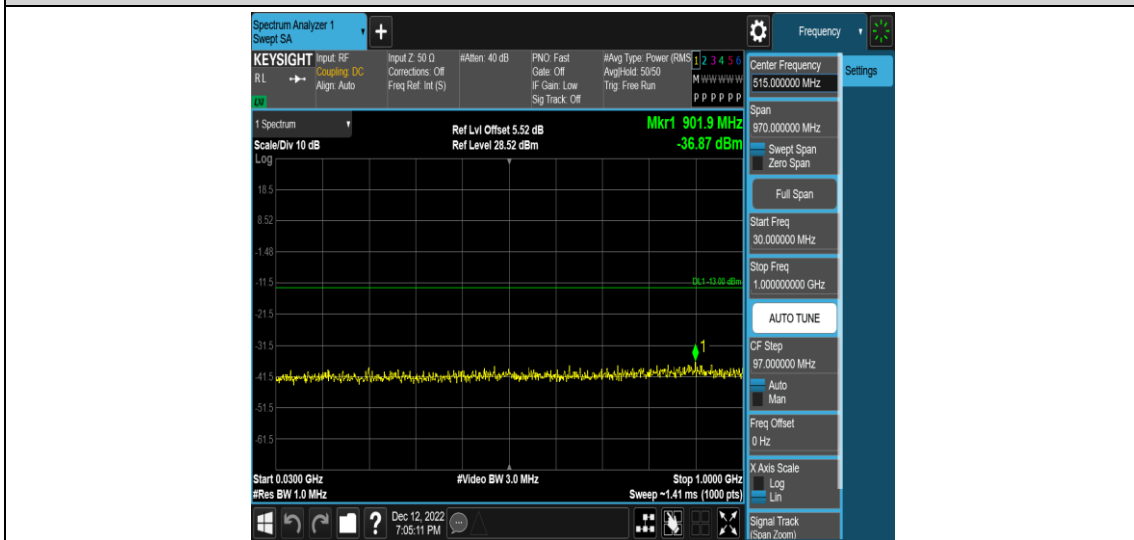 Spectrum Analyzer 1
Swept SA
+
Frequency
KEYSIGHT
RL
LXI
Input: RF
Coupling: DC
Align: Auto
Input Z: 50 Ω
Corrections: Off
Freq Ref: Int (S)
#Atten: 40 dB
PNO: Fast
Gate: Off
IF Gain: Low
Sig Track: Off
#Avg Type: Power (RMS
Avg|Hold: 50/50
Trig: Free Run
1 2 3 4 5 6
M W W W W W
P P P P P P
Center Frequency
515.000000 MHz
Settings
1 Spectrum
Scale/Div 10 dB
Ref Lvl Offset 5.52 dB
Ref Level 28.52 dBm
Mkr1 901.9 MHz
-36.87 dBm
Log
18.5
8.52
-1.48
-11.5
-21.5
-31.5
-41.5
-51.5
-61.5
DL1 -13.00 dBm
1
Span
970.000000 MHz
Swept Span
Zero Span
Full Span
Start Freq
30.000000 MHz
Stop Freq
1.000000000 GHz
AUTO TUNE
CF Step
97.000000 MHz
Auto
Man
Freq Offset
0 Hz
X Axis Scale
Log
Lin
Signal Track
(Span Zoom)
Start 0.0300 GHz
#Res BW 1.0 MHz
#Video BW 3.0 MHz
Stop 1.0000 GHz
Sweep ~1.41 ms (1000 pts)
?
Dec 12, 2022
7:05:11 PM